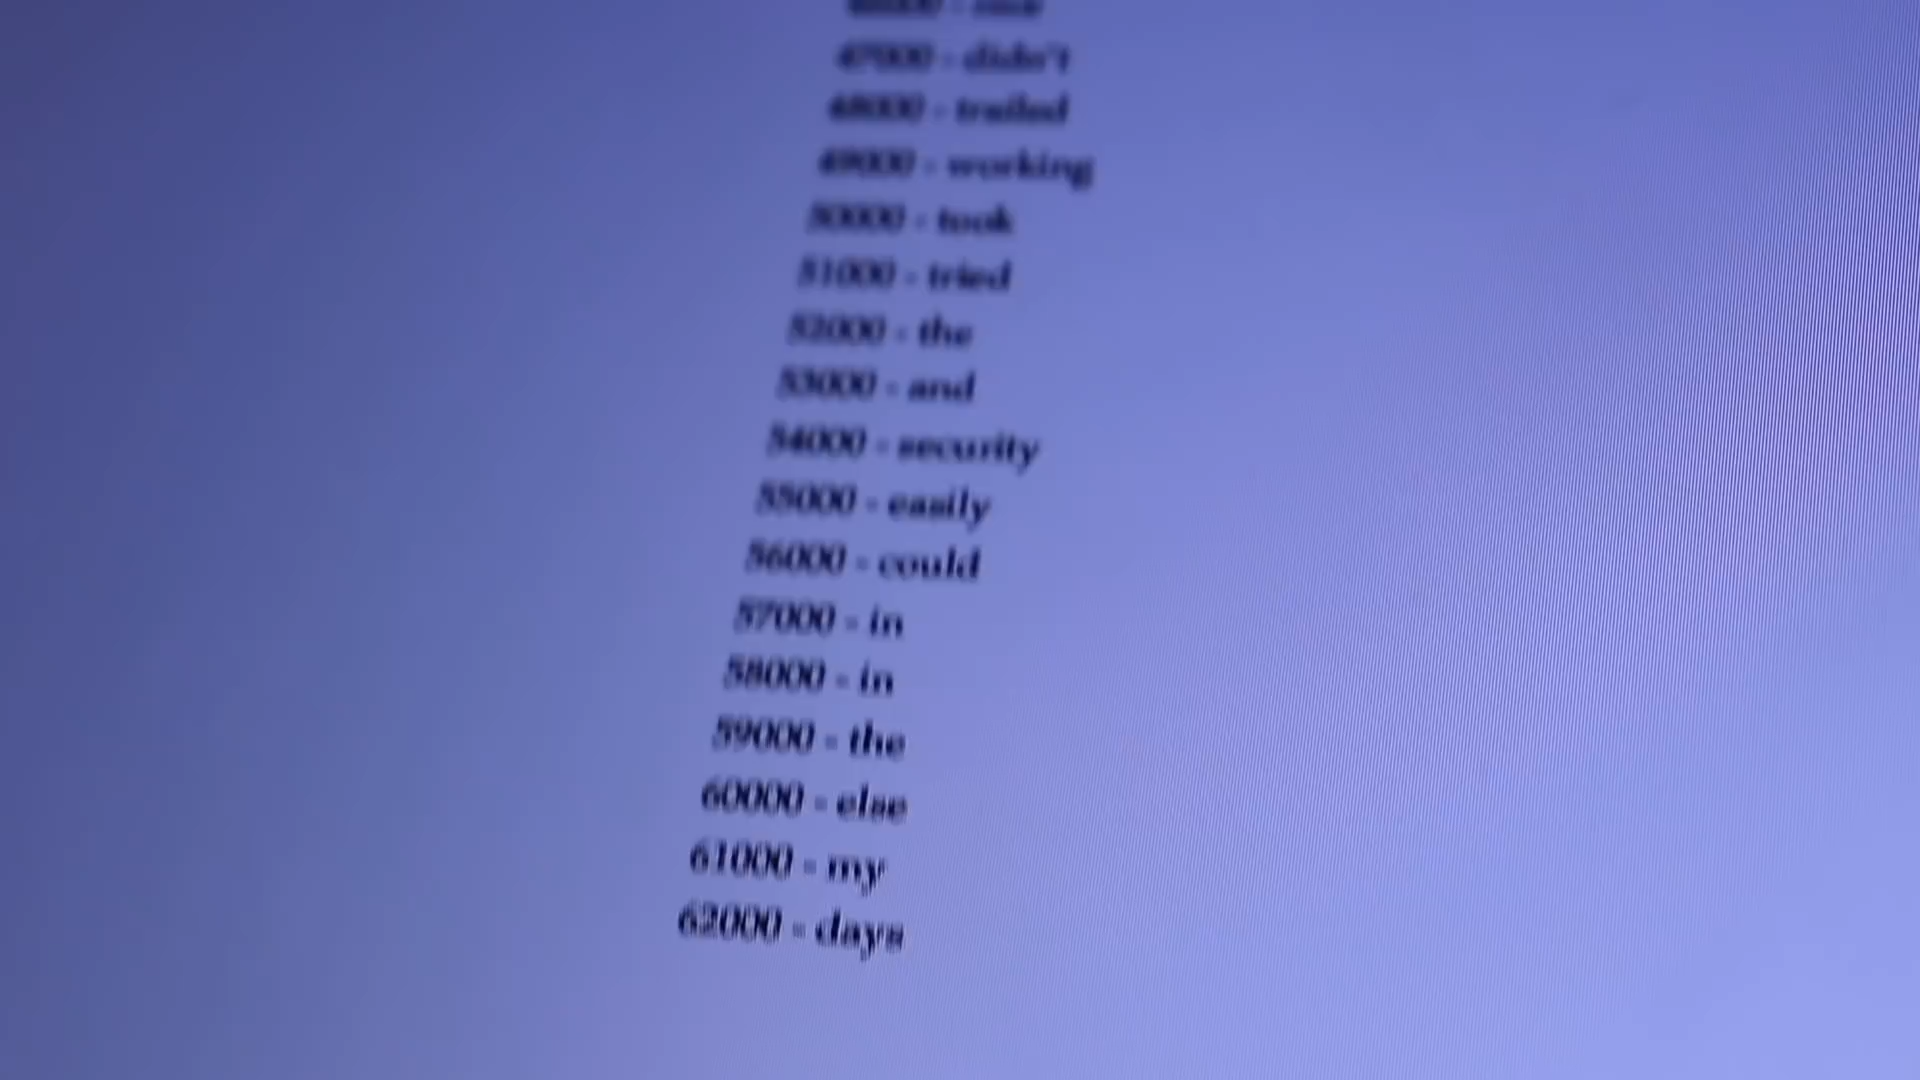 47000 - didn't
48000 - trailed
49000 - working
50000 - took
51000 - tried
52000 - the
53000 - and
54000 - security
55000 - easily
56000 - could
57000 - in
58000 - in
59000 - the
60000 - else
61000 - my
62000 - days